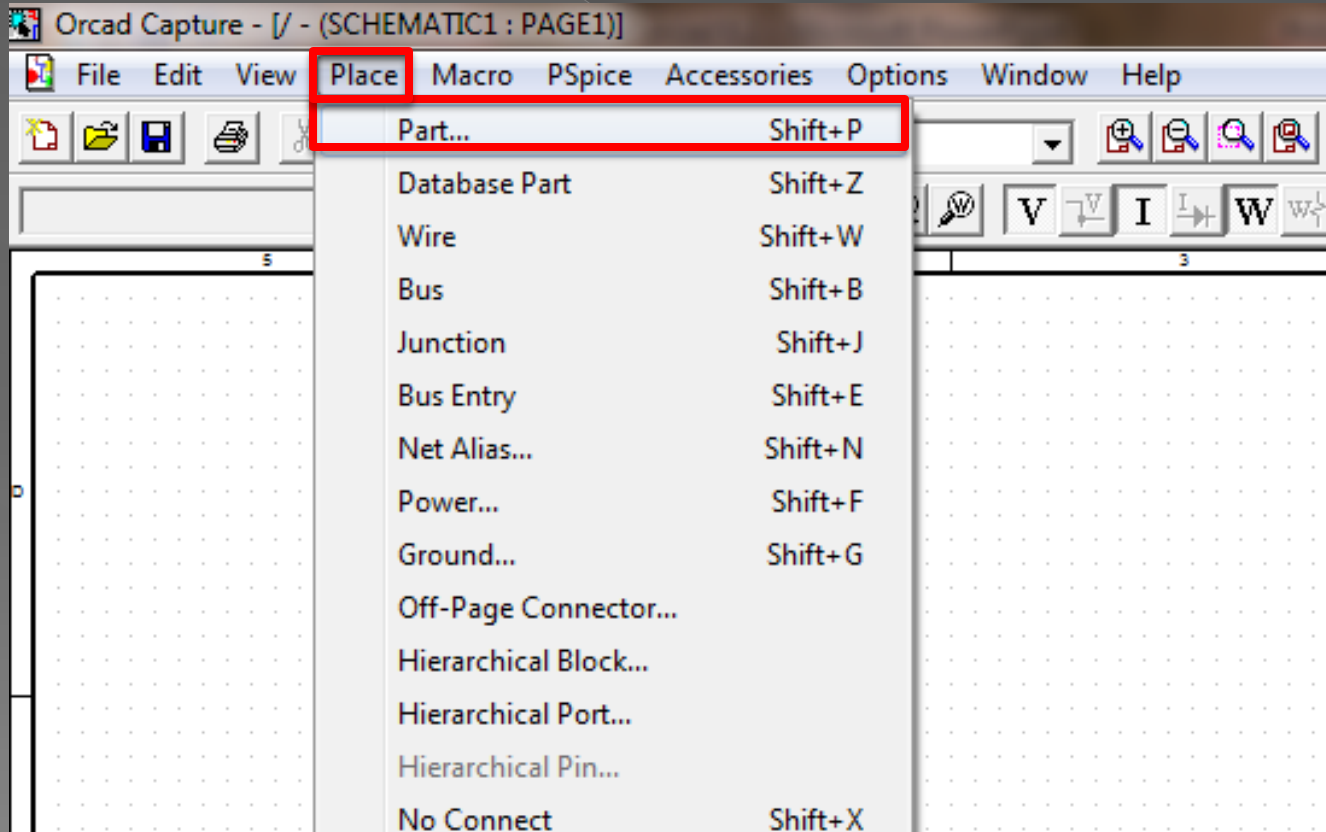 Orcad Capture - [/ - (SCHEMATIC1 : PAGE1)]
File Edit View Place Macro PSpice Accessories Options Window Help
Part... Shift+P
Database Part Shift+Z
V V I I W W
Wire Shift+W
5 3
Bus Shift+B
Junction Shift+J
Bus Entry Shift+E
Net Alias... Shift+N
D
Power... Shift+F
Ground... Shift+G
Off-Page Connector...
Hierarchical Block...
Hierarchical Port...
Hierarchical Pin...
No Connect Shift+X